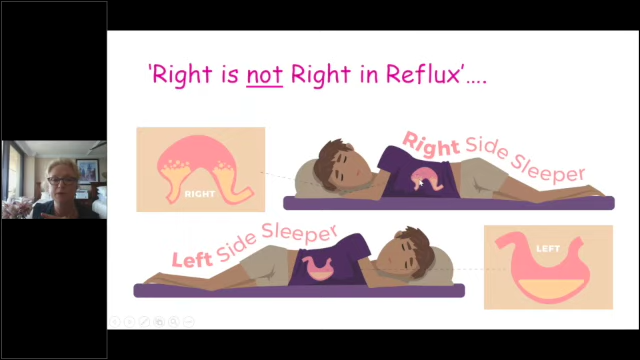 'Right is not Right in Reflux'....
Right Side Sleeper
RIGHT
Left Side Sleeper
LEFT